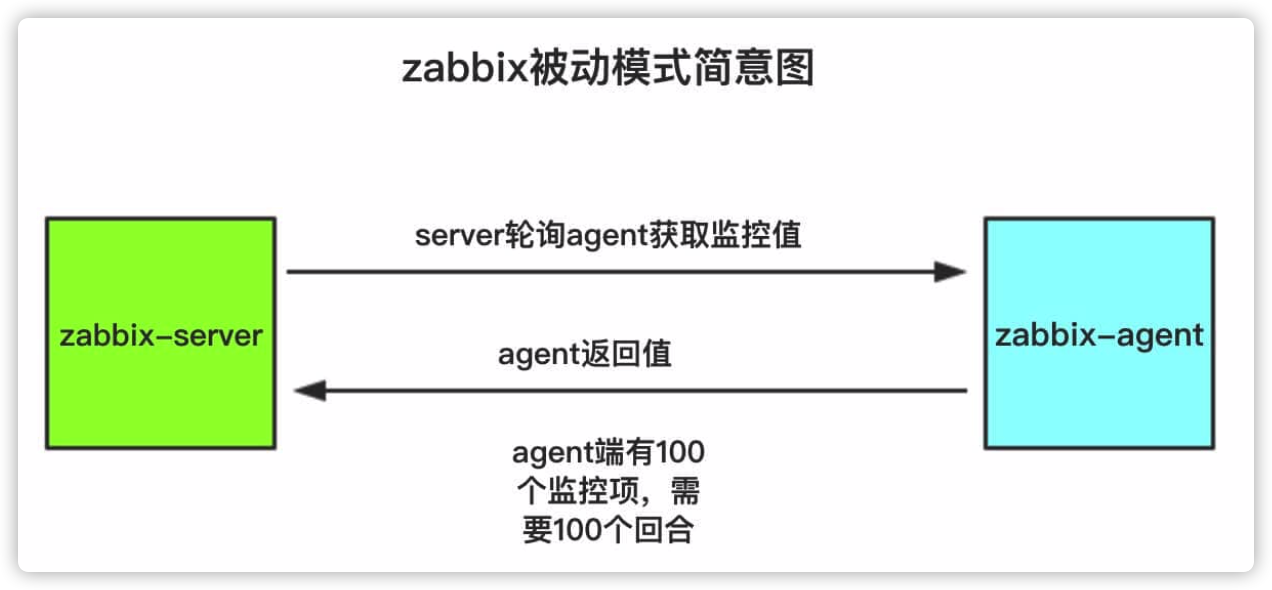 zabbix被动模式简意图
server轮询agent获取监控值
zabbix-server
zabbix-agent
agent返回值
agent端有100
个监控项，需
要100个回合